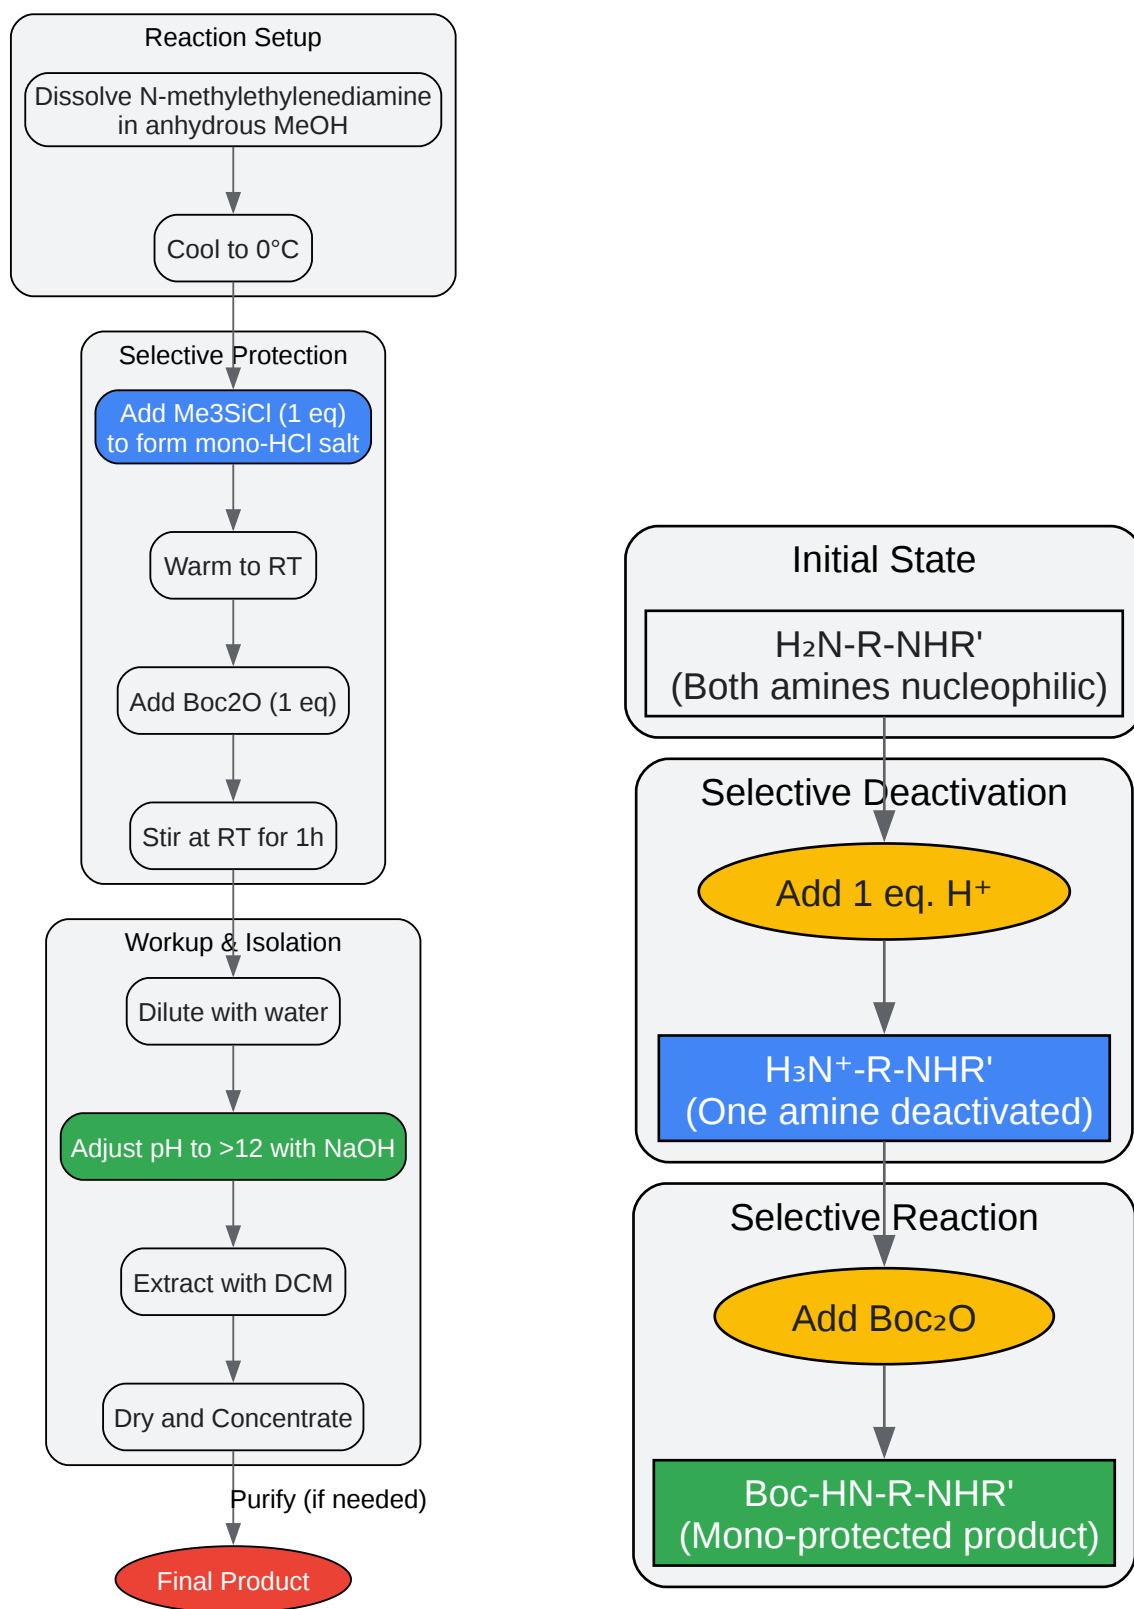 Reaction Setup
Dissolve N-methylethylenediamine
in anhydrous MeOH
Cool to 0°C
Selective Protection
Add Me3SiCl (1 eq)
to form mono-HCl salt
Warm to RT
Add Boc2O (1 eq)
Stir at RT for 1h
Workup & Isolation
Dilute with water
Adjust pH to >12 with NaOH
Extract with DCM
Dry and Concentrate
Purify (if needed)
Final Product
Initial State
H₂N-R-NHR'
(Both amines nucleophilic)
Selective Deactivation
Add 1 eq. H⁺
H₃N⁺-R-NHR'
(One amine deactivated)
Selective Reaction
Add Boc₂O
Boc-HN-R-NHR'
(Mono-protected product)